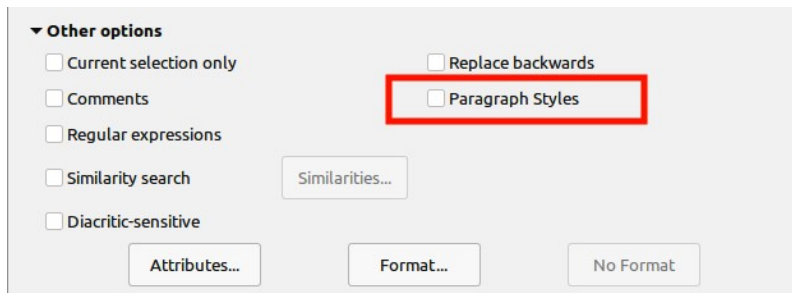 Other options
Current selection only Replace backwards
Comments Paragraph Styles
Regular expressions
Similarity search Similarities...
Diacritic-sensitive
Attributes... Format... No Format